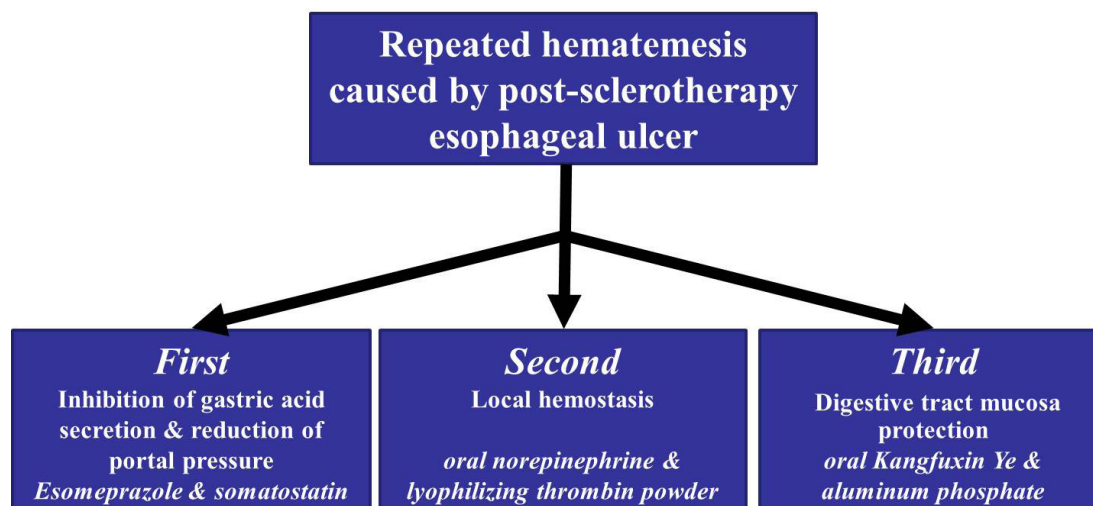 Repeated hematemesis
caused by post-sclerotherapy
esophageal ulcer
First
Inhibition of gastric acid
secretion & reduction of
portal pressure
Esomeprazole & somatostatin
Second
Local hemostasis
oral norepinephrine &
lyophilizing thrombin powder
Third
Digestive tract mucosa
protection
oral Kangfuxin Ye &
aluminum phosphate